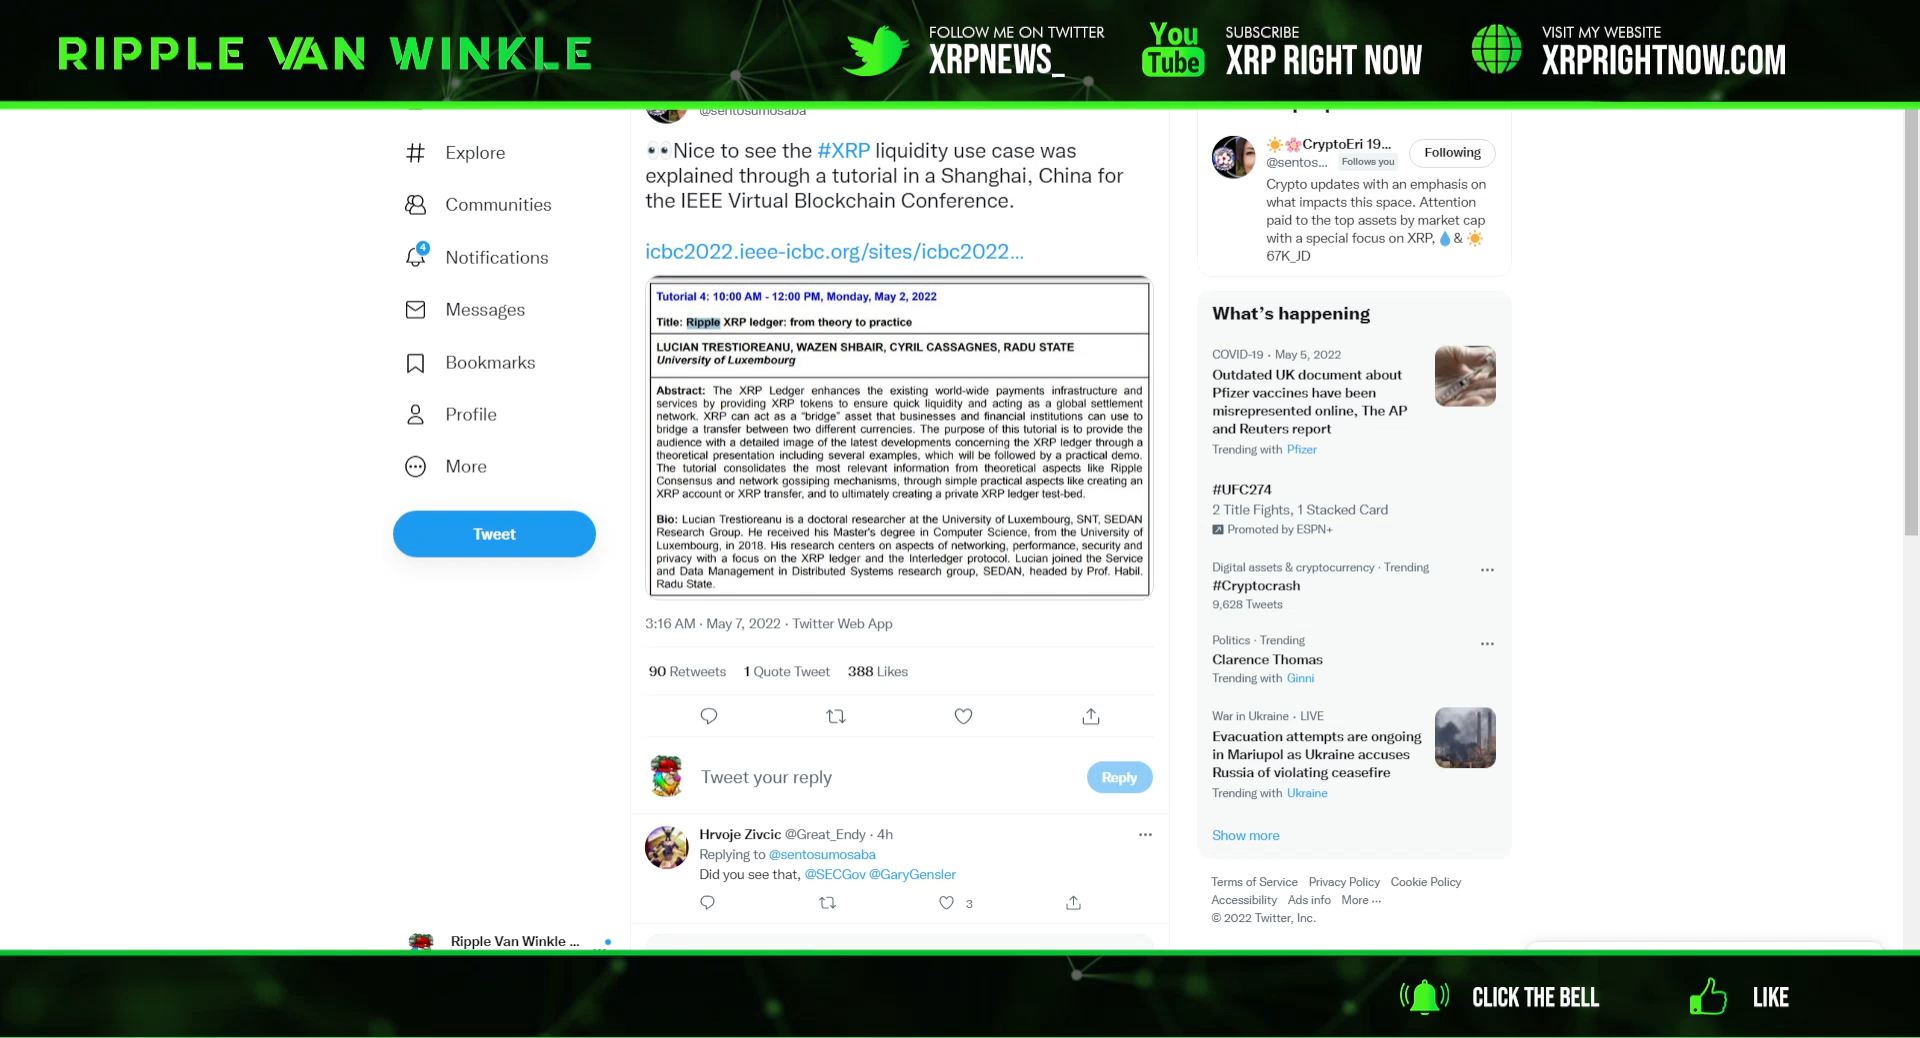 RIPPLE VAN WINKLE
FOLLOW ME ON TWITTER
XRPNEWS_
You
Tube
SUBSCRIBE
XRP RIGHT NOW
VISIT MY WEBSITE
XRPRIGHTNOW.COM
Explore
Communities
4
Notifications
Messages
Bookmarks
Profile
More
Tweet
Ripple Van Winkle ...
@sentosumosaba
👀Nice to see the #XRP liquidity use case was
explained through a tutorial in a Shanghai, China for
the IEEE Virtual Blockchain Conference.
icbc2022.ieee-icbc.org/sites/icbc2022...
Tutorial 4: 10:00 AM - 12:00 PM, Monday, May 2, 2022
Title: Ripple XRP ledger: from theory to practice
LUCIAN TRESTIOREANU, WAZEN SHBAIR, CYRIL CASSAGNES, RADU STATE
University of Luxembourg
Abstract: The XRP Ledger enhances the existing world-wide payments infrastructure and
services by providing XRP tokens to ensure quick liquidity and acting as a global settlement
network. XRP can act as a "bridge" asset that businesses and financial institutions can use to
bridge a transfer between two different currencies. The purpose of this tutorial is to provide the
audience with a detailed image of the latest developments concerning the XRP ledger through a
theoretical presentation including several examples, which will be followed by a practical demo.
The tutorial consolidates the most relevant information from theoretical aspects like Ripple
Consensus and network gossiping mechanisms, through simple practical aspects like creating an
XRP account or XRP transfer, and to ultimately creating a private XRP ledger test-bed.
Bio: Lucian Trestioreanu is a doctoral researcher at the University of Luxembourg, SNT, SEDAN
Research Group. He received his Master's degree in Computer Science, from the University of
Luxembourg, in 2018. His research centers on aspects of networking, performance, security and
privacy with a focus on the XRP ledger and the Interledger protocol. Lucian joined the Service
and Data Management in Distributed Systems research group, SEDAN, headed by Prof. Habil.
Radu State.
3:16 AM · May 7, 2022 · Twitter Web App
90 Retweets 1 Quote Tweet 388 Likes
Tweet your reply
Reply
Hrvoje Zivcic @Great_Endy · 4h
Replying to @sentosumosaba
Did you see that, @SECGov @GaryGensler
3
☀️🌸CryptoEri 19...
@sentos... Follows you
Following
Crypto updates with an emphasis on
what impacts this space. Attention
paid to the top assets by market cap
with a special focus on XRP,💧& ☀️
67K_JD
What's happening
COVID-19 · May 5, 2022
Outdated UK document about
Pfizer vaccines have been
misrepresented online, The AP
and Reuters report
Trending with Pfizer
#UFC274
2 Title Fights, 1 Stacked Card
Promoted by ESPN+
Digital assets & cryptocurrency · Trending
#Cryptocrash
9,628 Tweets
Politics · Trending
Clarence Thomas
Trending with Ginni
War in Ukraine · LIVE
Evacuation attempts are ongoing
in Mariupol as Ukraine accuses
Russia of violating ceasefire
Trending with Ukraine
Show more
Terms of Service Privacy Policy Cookie Policy
Accessibility Ads info More ...
© 2022 Twitter, Inc.
CLICK THE BELL
LIKE